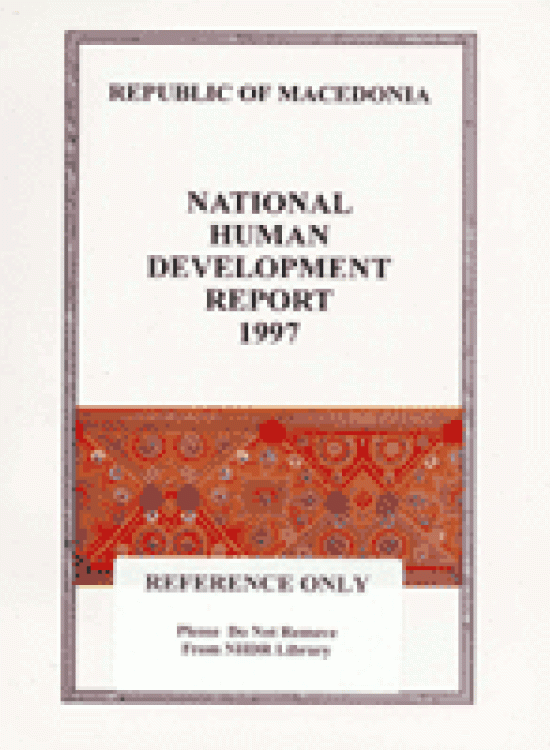 REPUBLIC OF MACEDONIA
NATIONAL
HUMAN
DEVELOPMENT
REPORT
1997
REFERENCE ONLY
Please Do Not Remove
From NHDR Library